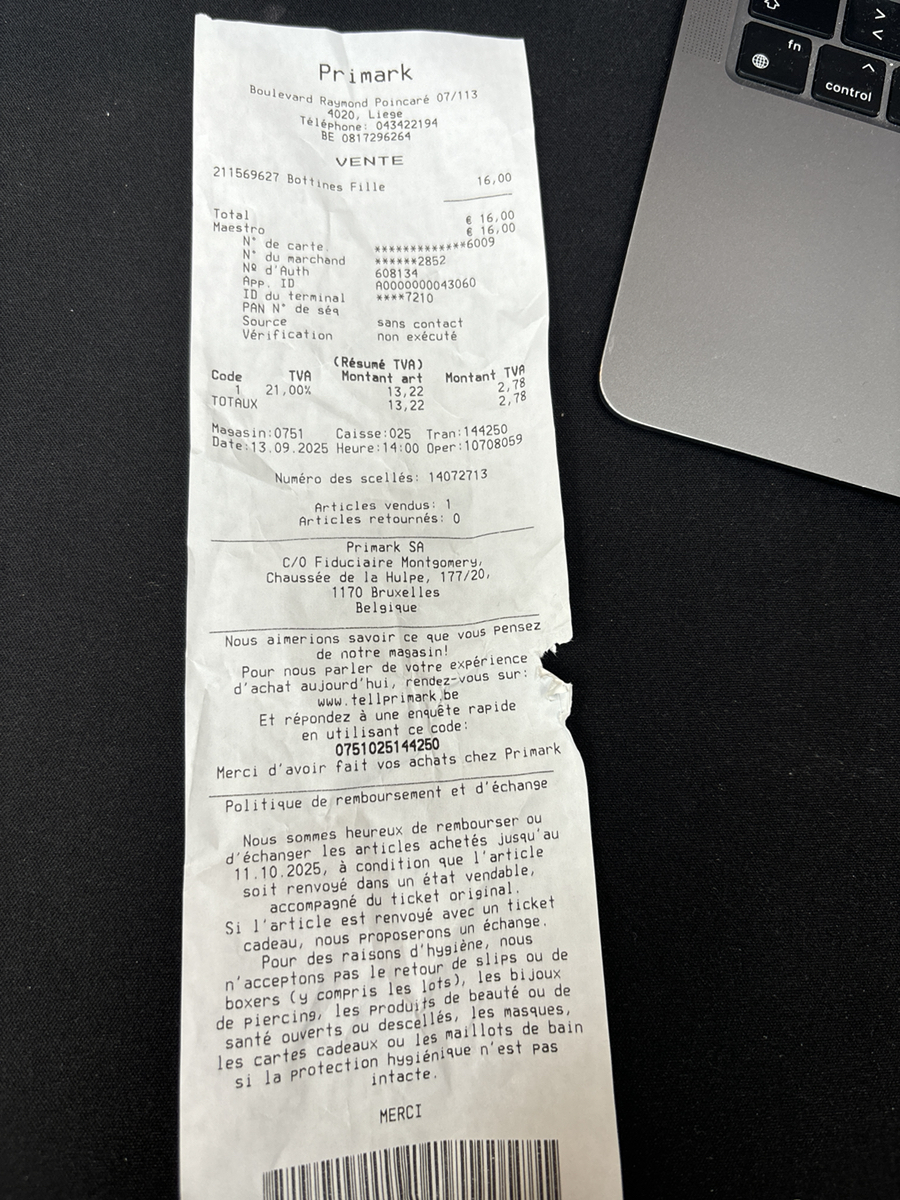 Primark
Boulevard Raymond Poincaré 07/113
4020, Liege
Téléphone: 043422194
BE 0817296264
VENTE
211569627 Bottines Fille 16,00
Total € 16,00
Maestro € 16,00
N° de carte. ************6009
N° du marchand ******2852
Nº d'Auth 608134
App. ID A0000000043060
ID du terminal ****7210
PAN N° de séq
Source sans contact
Vérification non exécuté
(Résumé TVA)
Code TVA Montant art Montant TVA
1 21,00% 13,22 2,78
TOTAUX 13,22 2,78
Magasin:0751 Caisse:025 Tran:144250
Date:13.09.2025 Heure:14:00 Oper:10708059
Numéro des scellés: 14072713
Articles vendus: 1
Articles retournés: 0
Primark SA
C/O Fiduciaire Montgomery,
Chaussée de la Hulpe, 177/20,
1170 Bruxelles
Belgique
Nous aimerions savoir ce que vous pensez
de notre magasin!
Pour nous parler de votre expérience
d'achat aujourd'hui, rendez-vous sur:
www.tellprimark.be
Et répondez à une enquête rapide
en utilisant ce code:
0751025144250
Merci d'avoir fait vos achats chez Primark
Politique de remboursement et d'échange
Nous sommes heureux de rembourser ou
d'échanger les articles achetés jusqu'au
11.10.2025, à condition que l'article
soit renvoyé dans un état vendable,
accompagné du ticket original.
Si l'article est renvoyé avec un ticket
cadeau, nous proposerons un échange.
Pour des raisons d'hygiène, nous
n'acceptons pas le retour de slips ou de
boxers (y compris les lots), les bijoux
de piercing, les produits de beauté ou de
santé ouverts ou descellés, les masques,
les cartes cadeaux ou les maillots de bain
si la protection hygiénique n'est pas
intacte.
MERCI
fn
control
>
<